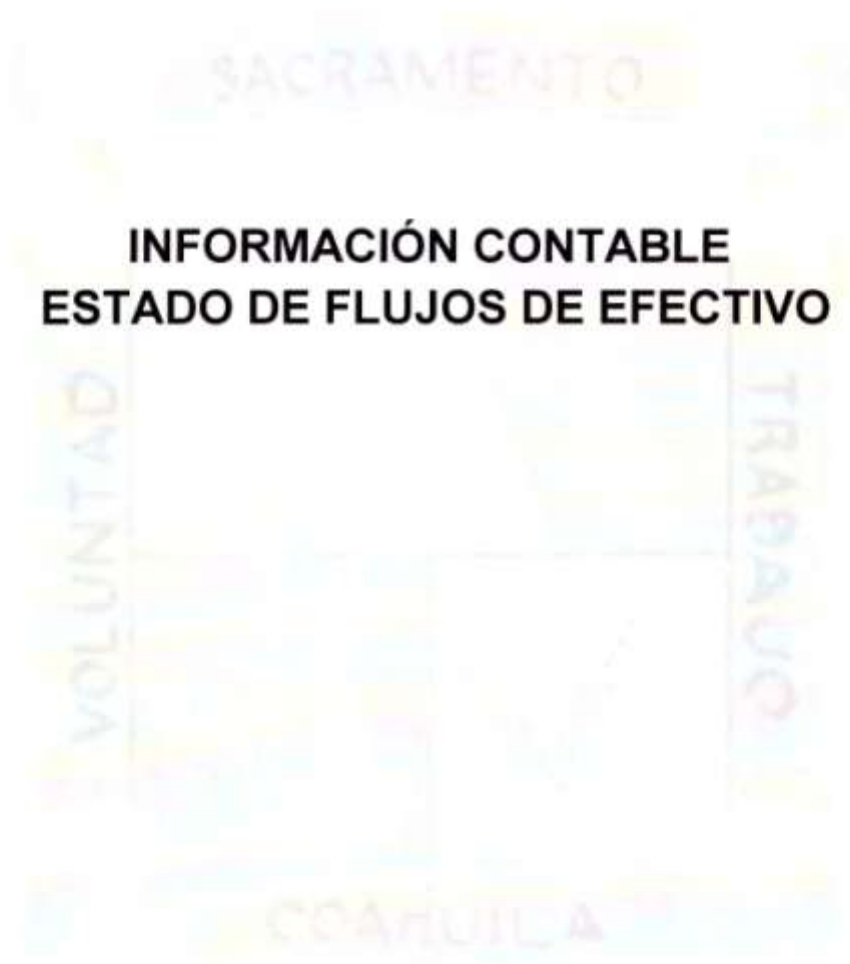 SACRAMENTO
INFORMACIÓN CONTABLE
ESTADO DE FLUJOS DE EFECTIVO
VOLUNTAD
TRABAJO
COAHUILA